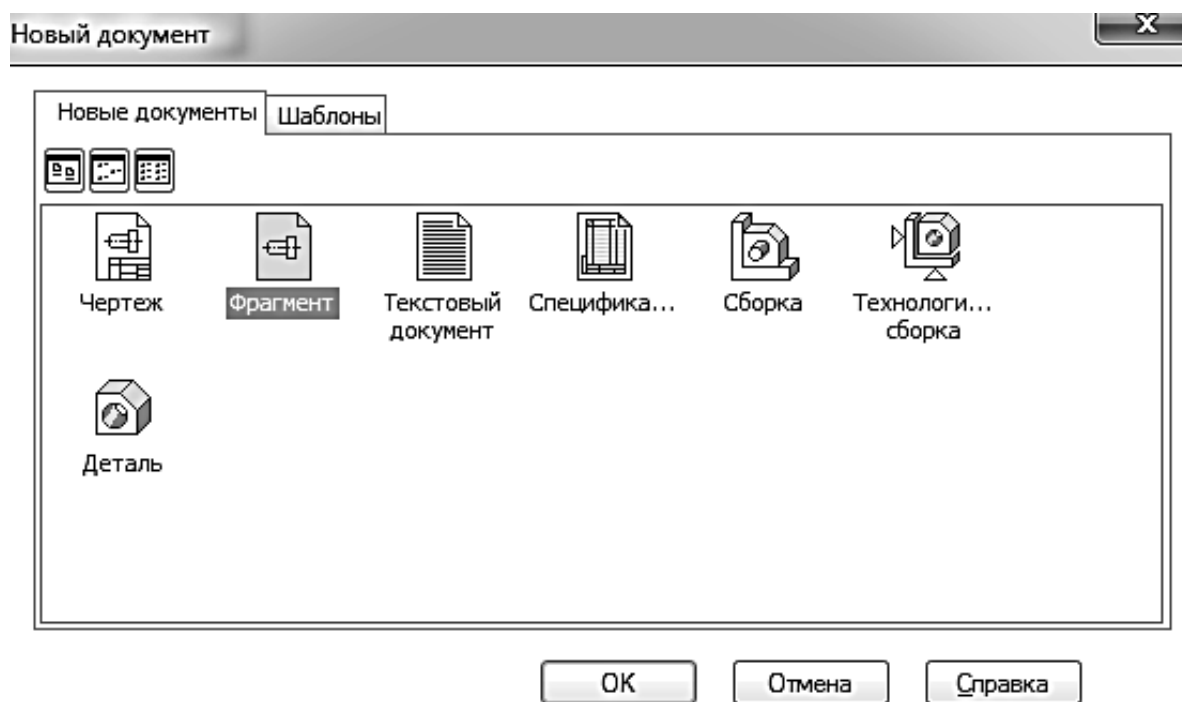 Новый документ
Новые документы
Шаблоны
Чертеж
Фрагмент
Текстовый
документ
Специфика...
Сборка
Технологи...
сборка
Деталь
OK
Отмена
Справка